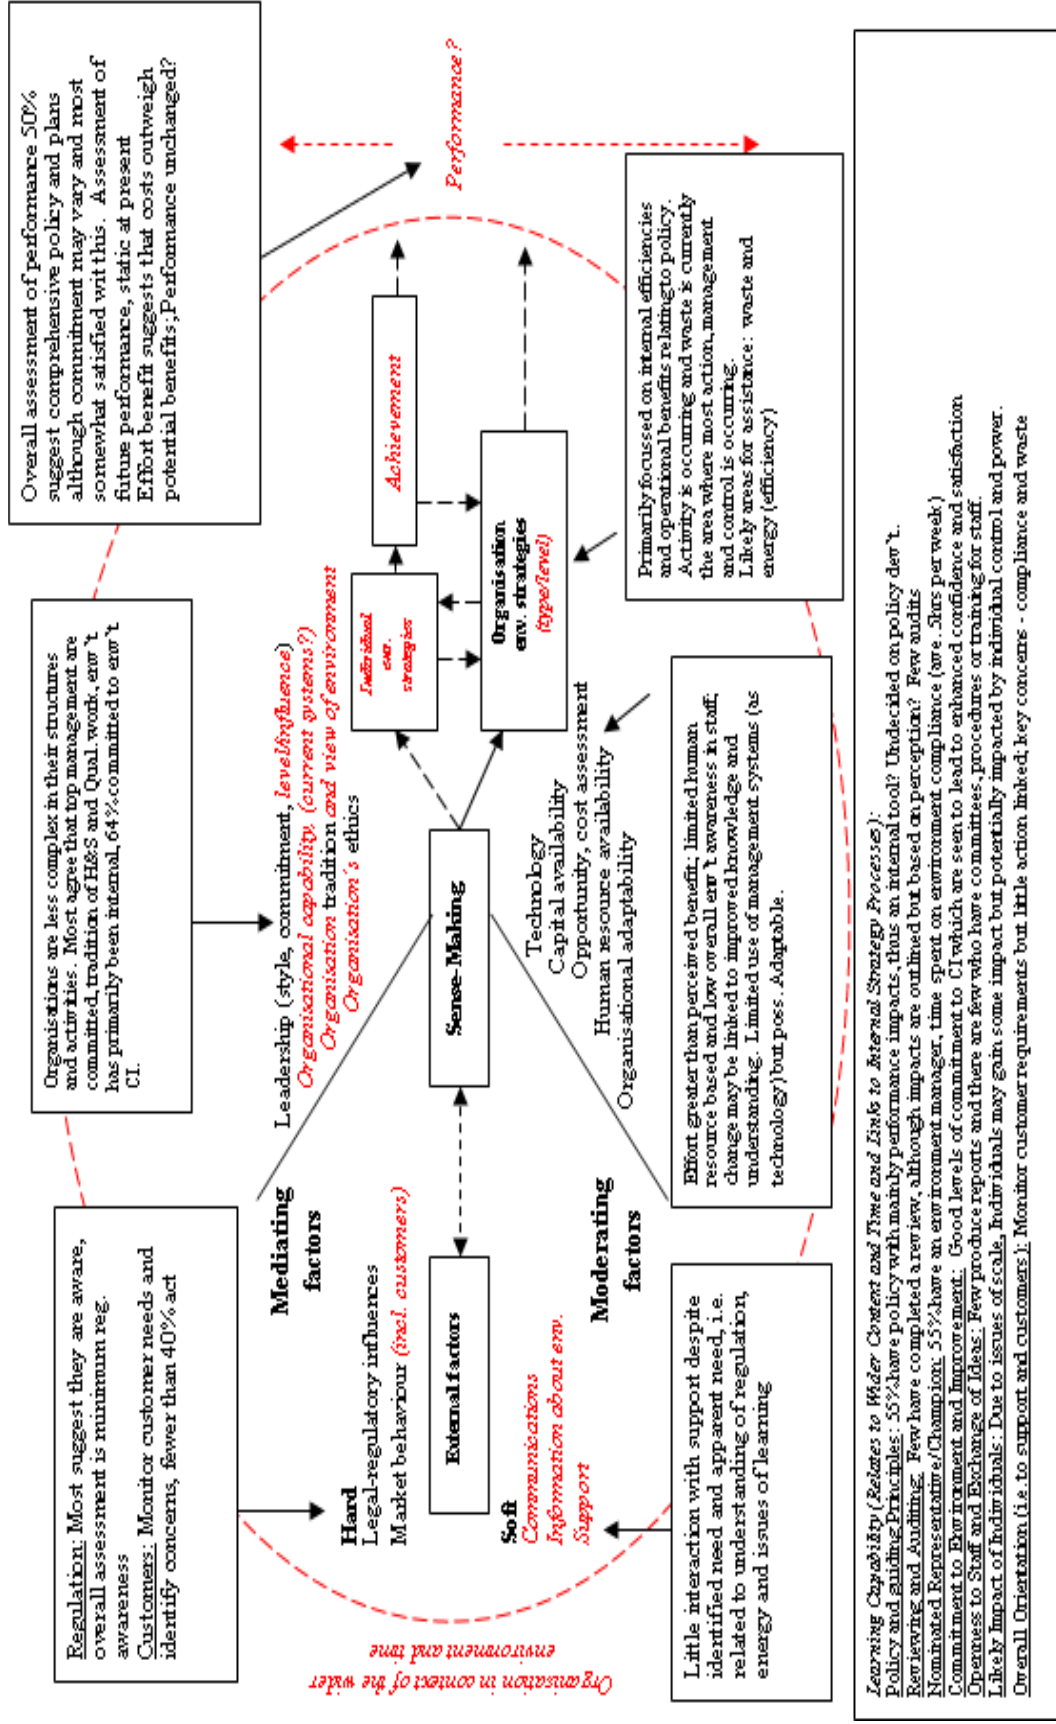 Regulation: Most suggest they are aware,
overall assessment is minimum reg.
awareness
Customers: Monitor customer needs and
identify concerns, fewer than 40% act
Organisations are less complex in their structures
and activities. Most agree that top management are
committed, tradition of H&S and Qual. work, env't
has primarily been internal, 64% committed to env't
CI.
Overall assessment of performance 50%
suggest comprehensive policy and plans
although commitment may vary and most
somewhat satisfied wit this. Assessment of
future performance, static at present
Effort benefit suggests that costs outweigh
potential benefits; Performance unchanged?
Mediating
factors
Leadership (style, commitment, level/influence)
Organisational capability (current systems?)
Organisation tradition and view of environment
Organisation's ethics
Hard
Legal-regulatory influences
Market behaviour (incl. customers)
External factors
Soft
Communications
Information about env.
Support
Sense-Making
Individual
env.
strategies
Achievement
Organisation
env. strategies
(type/level)
Performance?
Organisation in context of the wider
environment and time
Moderating
factors
Technology
Capital availability
Opportunity, cost assessment
Human resource availability
Organisational adaptability
Little interaction with support despite
identified need and apparent need, i.e.
related to understanding of regulation,
energy and issues of learning
Effort greater than perceived benefit; limited human
resource based and low overall env't awareness in staff;
change may be linked to improved knowledge and
understanding. Limited use of management systems (as
technology) but poss. Adaptable.
Primarily focussed on internal efficiencies
and operational benefits relating to policy.
Activity is occurring and waste is currently
the area where most action, management
and control is occurring.
Likely areas for assistance: waste and
energy (efficiency)
Learning Capability (Relates to Wider Context and Time and Links to Internal Strategy Processes):
Policy and guiding Principles: 55% have policy with mainly performance impacts, thus an internal tool? Undecided on policy dev't.
Reviewing and Auditing: Few have completed a review, although impacts are outlined but based on perception? Few audits
Nominated Representative/Champion: 55% have an environment manager, time spent on environment compliance (ave. 5hrs per week)
Commitment to Environment and Improvement: Good levels of commitment to CI which are seen to lead to enhanced confidence and satisfaction
Openness to Staff and Exchange of Ideas: Few produce reports and there are few who have committees, procedures or training for staff.
Likely Impact of Individuals: Due to issues of scale, Individuals may gain some impact but potentially impacted by individual control and power.
Overall Orientation (i.e. to support and customers): Monitor customer requirements but little action linked; key concerns - compliance and waste